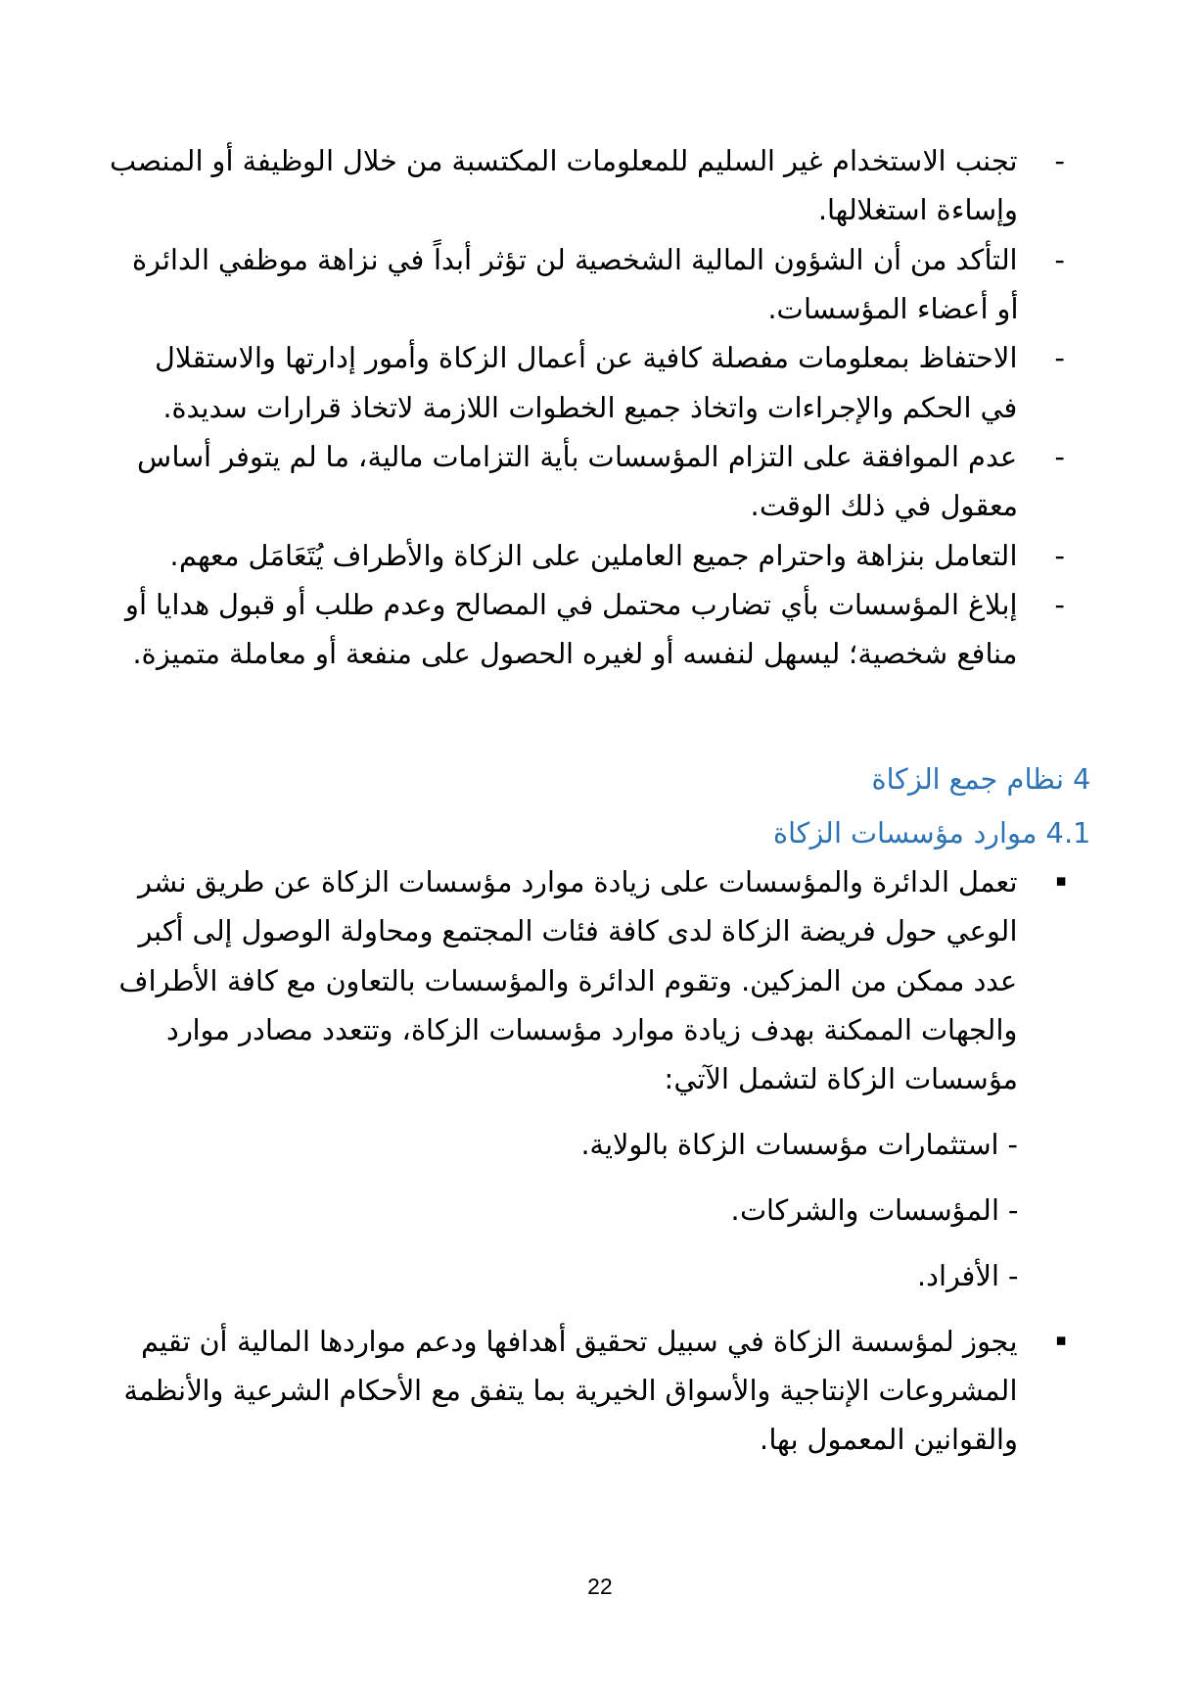 - تجنب الاستخدام غير السليم للمعلومات المكتسبة من خلال الوظيفة أو المنصب
وإساءة استغلالها.
- التأكد من أن الشؤون المالية الشخصية لن تؤثر أبداً في نزاهة موظفي الدائرة
أو أعضاء المؤسسات.
- الاحتفاظ بمعلومات مفصلة كافية عن أعمال الزكاة وأمور إدارتها والاستقلال
في الحكم والإجراءات واتخاذ جميع الخطوات اللازمة لاتخاذ قرارات سديدة.
- عدم الموافقة على التزام المؤسسات بأية التزامات مالية، ما لم يتوفر أساس
معقول في ذلك الوقت.
- التعامل بنزاهة واحترام جميع العاملين على الزكاة والأطراف يُتَعَامَل معهم.
- إبلاغ المؤسسات بأي تضارب محتمل في المصالح وعدم طلب أو قبول هدايا أو
منافع شخصية؛ ليسهل لنفسه أو لغيره الحصول على منفعة أو معاملة متميزة.
4 نظام جمع الزكاة
4.1 موارد مؤسسات الزكاة
▪ تعمل الدائرة والمؤسسات على زيادة موارد مؤسسات الزكاة عن طريق نشر
الوعي حول فريضة الزكاة لدى كافة فئات المجتمع ومحاولة الوصول إلى أكبر
عدد ممكن من المزكين. وتقوم الدائرة والمؤسسات بالتعاون مع كافة الأطراف
والجهات الممكنة بهدف زيادة موارد مؤسسات الزكاة، وتتعدد مصادر موارد
مؤسسات الزكاة لتشمل الآتي:
- استثمارات مؤسسات الزكاة بالولاية.
- المؤسسات والشركات.
- الأفراد.
▪ يجوز لمؤسسة الزكاة في سبيل تحقيق أهدافها ودعم مواردها المالية أن تقيم
المشروعات الإنتاجية والأسواق الخيرية بما يتفق مع الأحكام الشرعية والأنظمة
والقوانين المعمول بها.
22